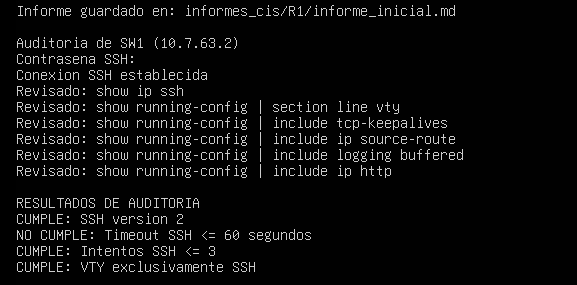 Informe guardado en: informes_cis/R1/informe_inicial.md
Auditoria de SW1 (10.7.63.2)
Contrasena SSH:
Conexion SSH establecida
Revisado: show ip ssh
Revisado: show running-config | section line vty
Revisado: show running-config | include tcp-keepalives
Revisado: show running-config | include ip source-route
Revisado: show running-config | include logging buffered
Revisado: show running-config | include ip http
RESULTADOS DE AUDITORIA
CUMPLE: SSH version 2
NO CUMPLE: Timeout SSH <= 60 segundos
CUMPLE: Intentos SSH <= 3
CUMPLE: VTY exclusivamente SSH